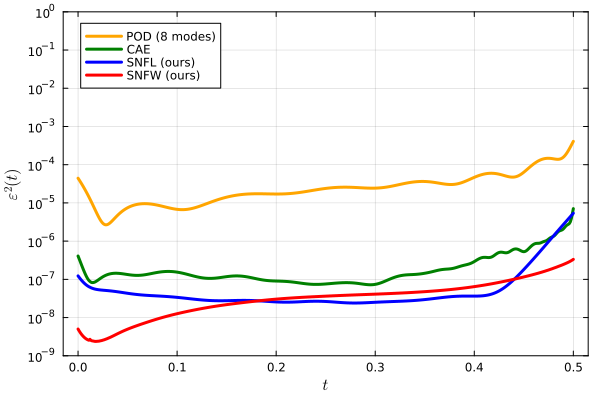 10⁰
10⁻¹
10⁻²
10⁻³
10⁻⁴
10⁻⁵
10⁻⁶
10⁻⁷
10⁻⁸
10⁻⁹
ε²(t)
POD (8 modes)
CAE
SNFL (ours)
SNFW (ours)
0.0 0.1 0.2 0.3 0.4 0.5
t